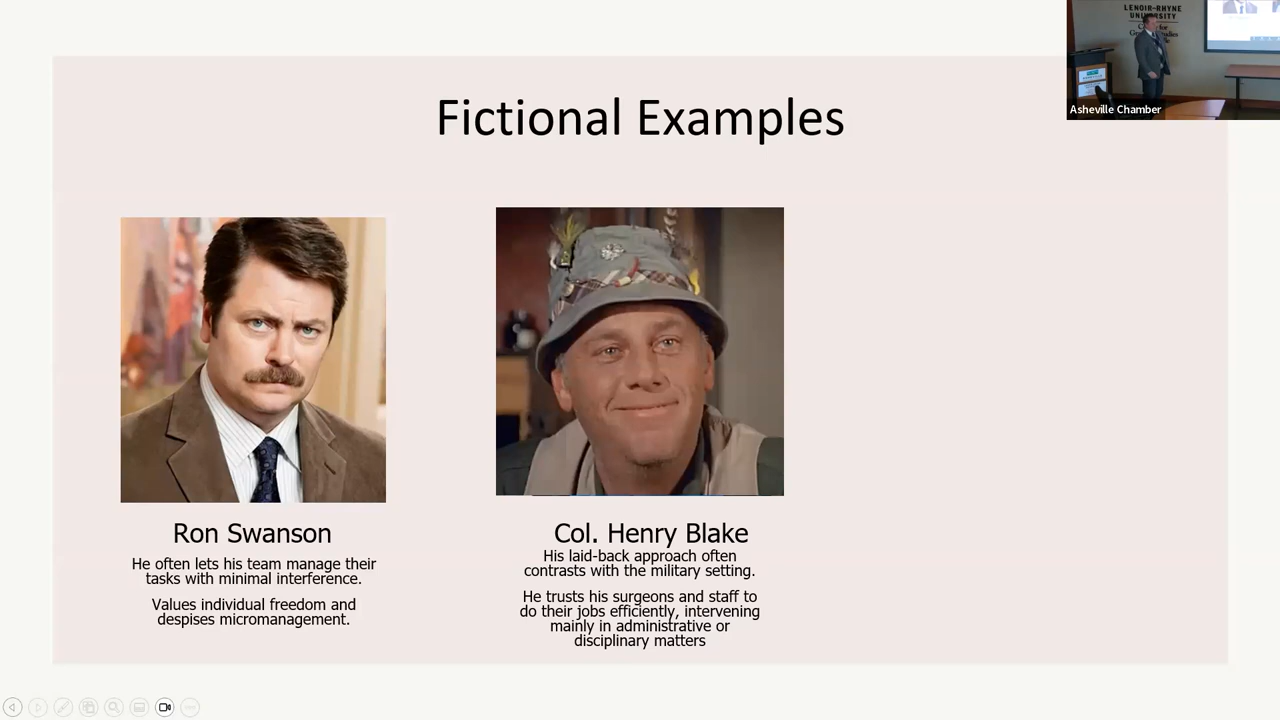 LENOIR-RHYNE
UNIVERSITY
Asheville Chamber
Fictional Examples
Ron Swanson
He often lets his team manage their
tasks with minimal interference.
Values individual freedom and
despises micromanagement.
Col. Henry Blake
His laid-back approach often
contrasts with the military setting.
He trusts his surgeons and staff to
do their jobs efficiently, intervening
mainly in administrative or
disciplinary matters